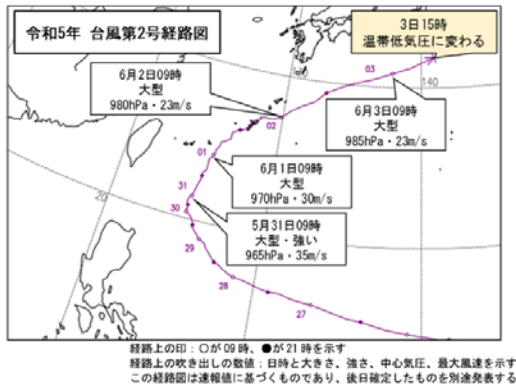 令和5年 台風第2号経路図
3日15時
温帯低気圧に変わる
03
140
6月2日09時
大型
980hPa・23m/s
02
6月3日09時
大型
985hPa・23m/s
01
6月1日09時
大型
970hPa・30m/s
31
20
30
5月31日09時
大型・強い
965hPa・35m/s
29
28
27
経路上の印：○が09時、●が21時を示す
経路上の吹き出しの数値：日時と大きさ、強さ、中心気圧、最大風速を示す
この経路図は速報値に基づくものであり、後日確定したものを別途発表する